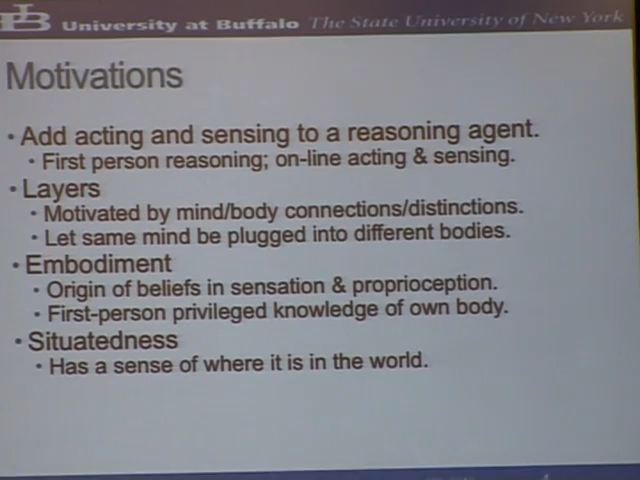 UB University at Buffalo The State University of New York
Motivations
• Add acting and sensing to a reasoning agent.
• First person reasoning; on-line acting & sensing.
• Layers
• Motivated by mind/body connections/distinctions.
• Let same mind be plugged into different bodies.
• Embodiment
• Origin of beliefs in sensation & proprioception.
• First-person privileged knowledge of own body.
• Situatedness
• Has a sense of where it is in the world.